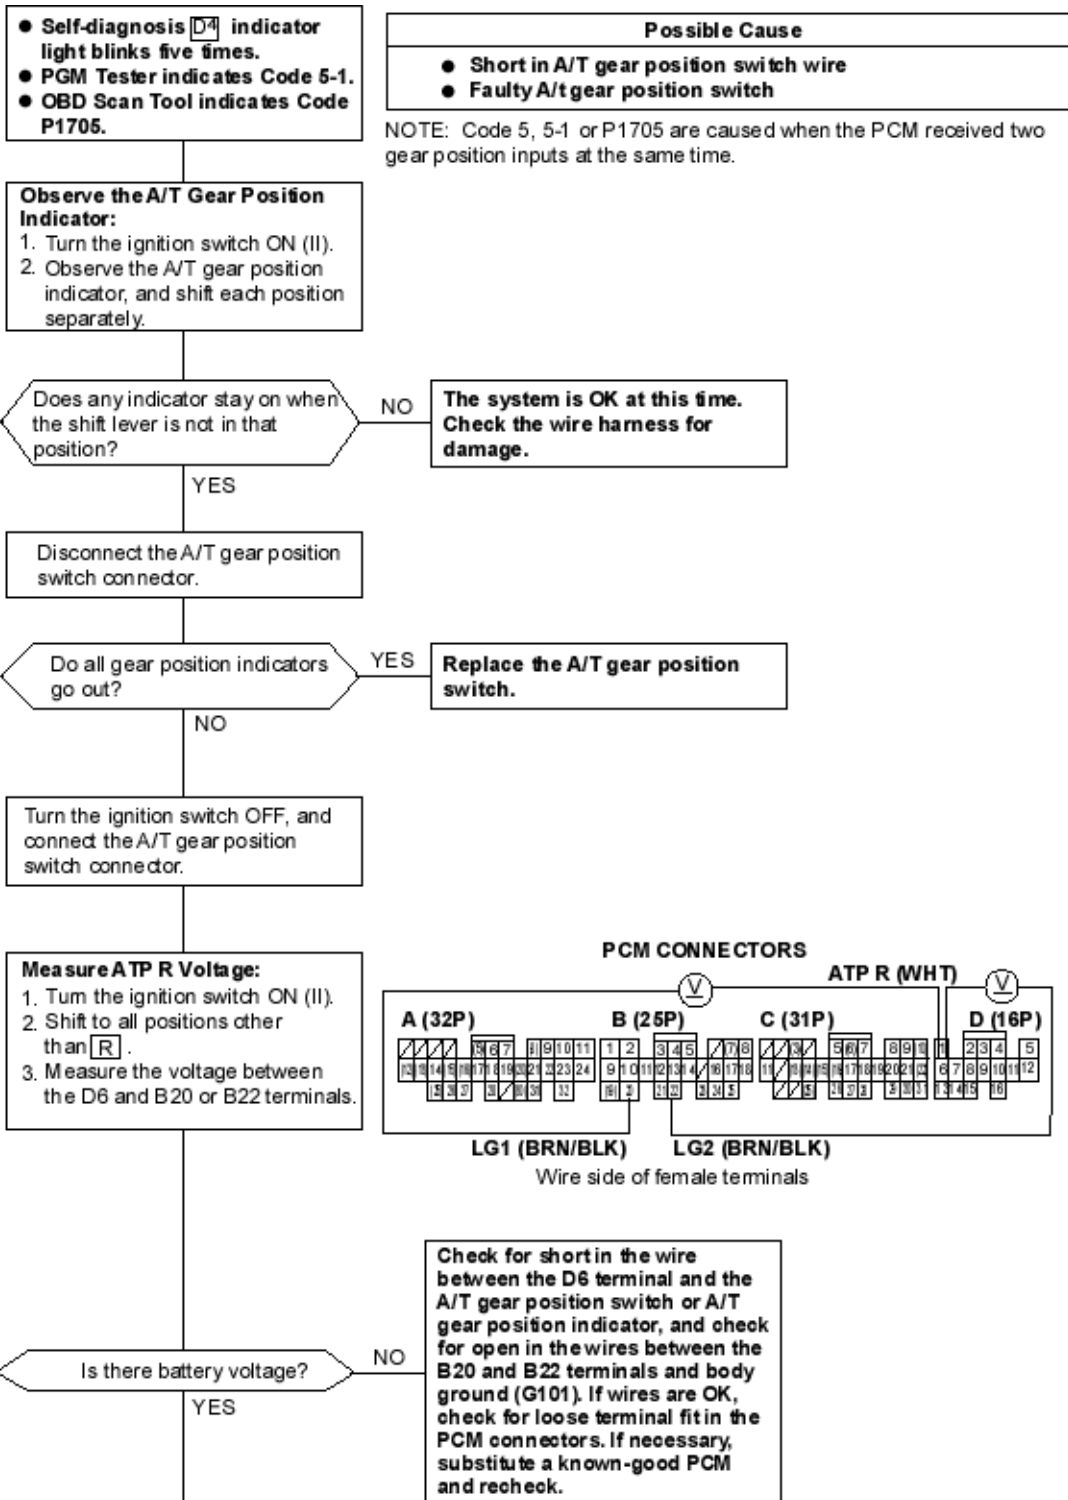 ● Self-diagnosis D4 indicator
light blinks five times.
● PGM Tester indicates Code 5-1.
● OBD Scan Tool indicates Code
P1705.
Possible Cause
● Short in A/T gear position switch wire
● Faulty A/t gear position switch
NOTE: Code 5, 5-1 or P1705 are caused when the PCM received two
gear position inputs at the same time.
Observe the A/T Gear Position
Indicator:
1. Turn the ignition switch ON (II).
2. Observe the A/T gear position
indicator, and shift each position
separately.
Does any indicator stay on when
the shift lever is not in that
position?
NO
The system is OK at this time.
Check the wire harness for
damage.
YES
Disconnect the A/T gear position
switch connector.
Do all gear position indicators
go out?
YES
Replace the A/T gear position
switch.
NO
Turn the ignition switch OFF, and
connect the A/T gear position
switch connector.
Measure ATP R Voltage:
1. Turn the ignition switch ON (II).
2. Shift to all positions other
than R .
3. Measure the voltage between
the D6 and B20 or B22 terminals.
PCM CONNECTORS
ATP R (WHT)
V V
A (32P) B (25P) C (31P) D (16P)
LG1 (BRN/BLK) LG2 (BRN/BLK)
Wire side of female terminals
Is there battery voltage?
NO
Check for short in the wire
between the D6 terminal and the
A/T gear position switch or A/T
gear position indicator, and check
for open in the wires between the
B20 and B22 terminals and body
ground (G101). If wires are OK,
check for loose terminal fit in the
PCM connectors. If necessary,
substitute a known-good PCM
and recheck.
YES